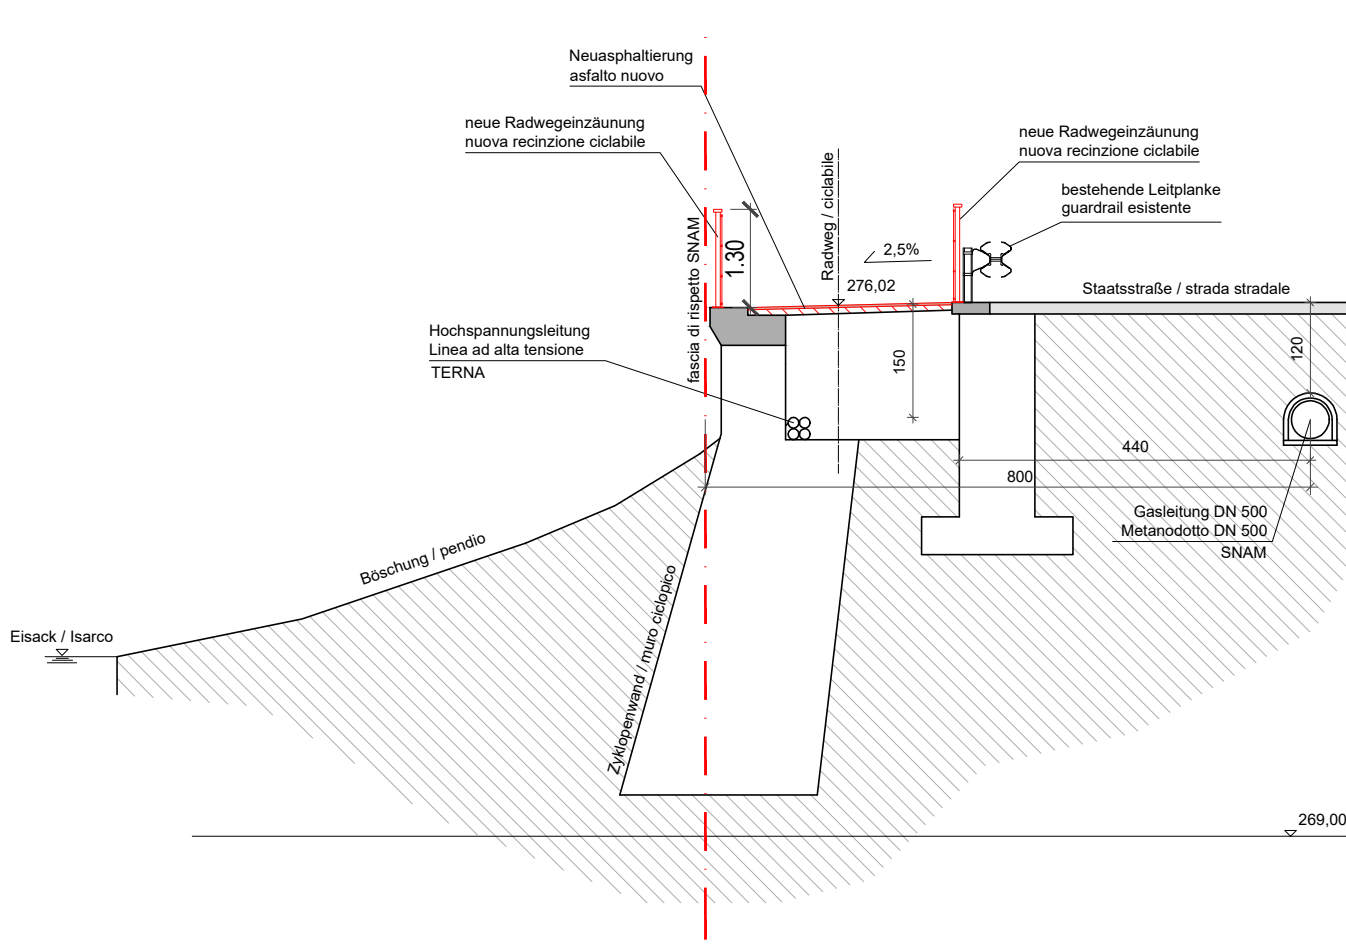 Neuasphaltierung
asfalto nuovo
neue Radwegeinzäunung
nuova recinzione ciclabile
neue Radwegeinzäunung
nuova recinzione ciclabile
bestehende Leitplanke
guardrail esistente
Radweg / ciclabile
fascia di rispetto SNAM
1.30
2,5%
276,02
Staatsstraße / strada stradale
Hochspannungsleitung
Linea ad alta tensione
TERNA
150
120
440
800
Gasleitung DN 500
Metanodotto DN 500
SNAM
Böschung / pendio
Zyklopenwand / muro ciclopico
Eisack / Isarco
269,00